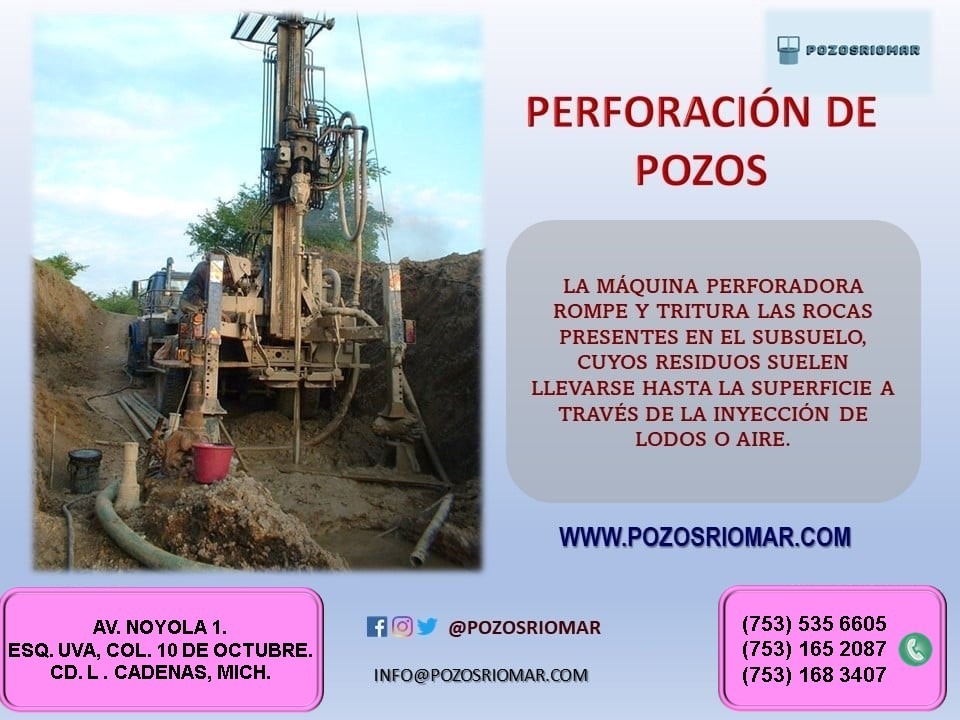 POZOSRIOMAR
PERFORACIÓN DE
POZOS
LA MÁQUINA PERFORADORA
ROMPE Y TRITURA LAS ROCAS
PRESENTES EN EL SUBSUELO,
CUYOS RESIDUOS SUELEN
LLEVARSE HASTA LA SUPERFICIE A
TRAVÉS DE LA INYECCIÓN DE
LODOS O AIRE.
WWW.POZOSRIOMAR.COM
AV. NOYOLA 1.
ESQ. UVA, COL. 10 DE OCTUBRE.
CD. L . CADENAS, MICH.
@POZOSRIOMAR
INFO@POZOSRIOMAR.COM
(753) 535 6605
(753) 165 2087
(753) 168 3407